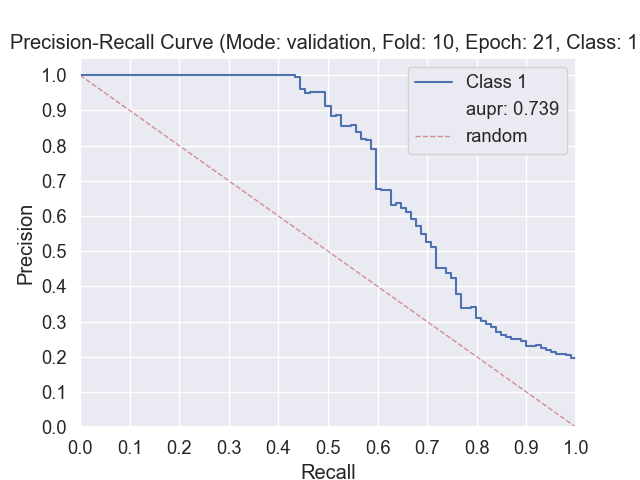 Precision-Recall Curve (Mode: validation, Fold: 10, Epoch: 21, Class: 1
1.0
0.9
0.8
0.7
0.6
0.5
0.4
0.3
0.2
0.1
0.0
Precision
Class 1
aupr: 0.739
random
0.0 0.1 0.2 0.3 0.4 0.5 0.6 0.7 0.8 0.9 1.0
Recall